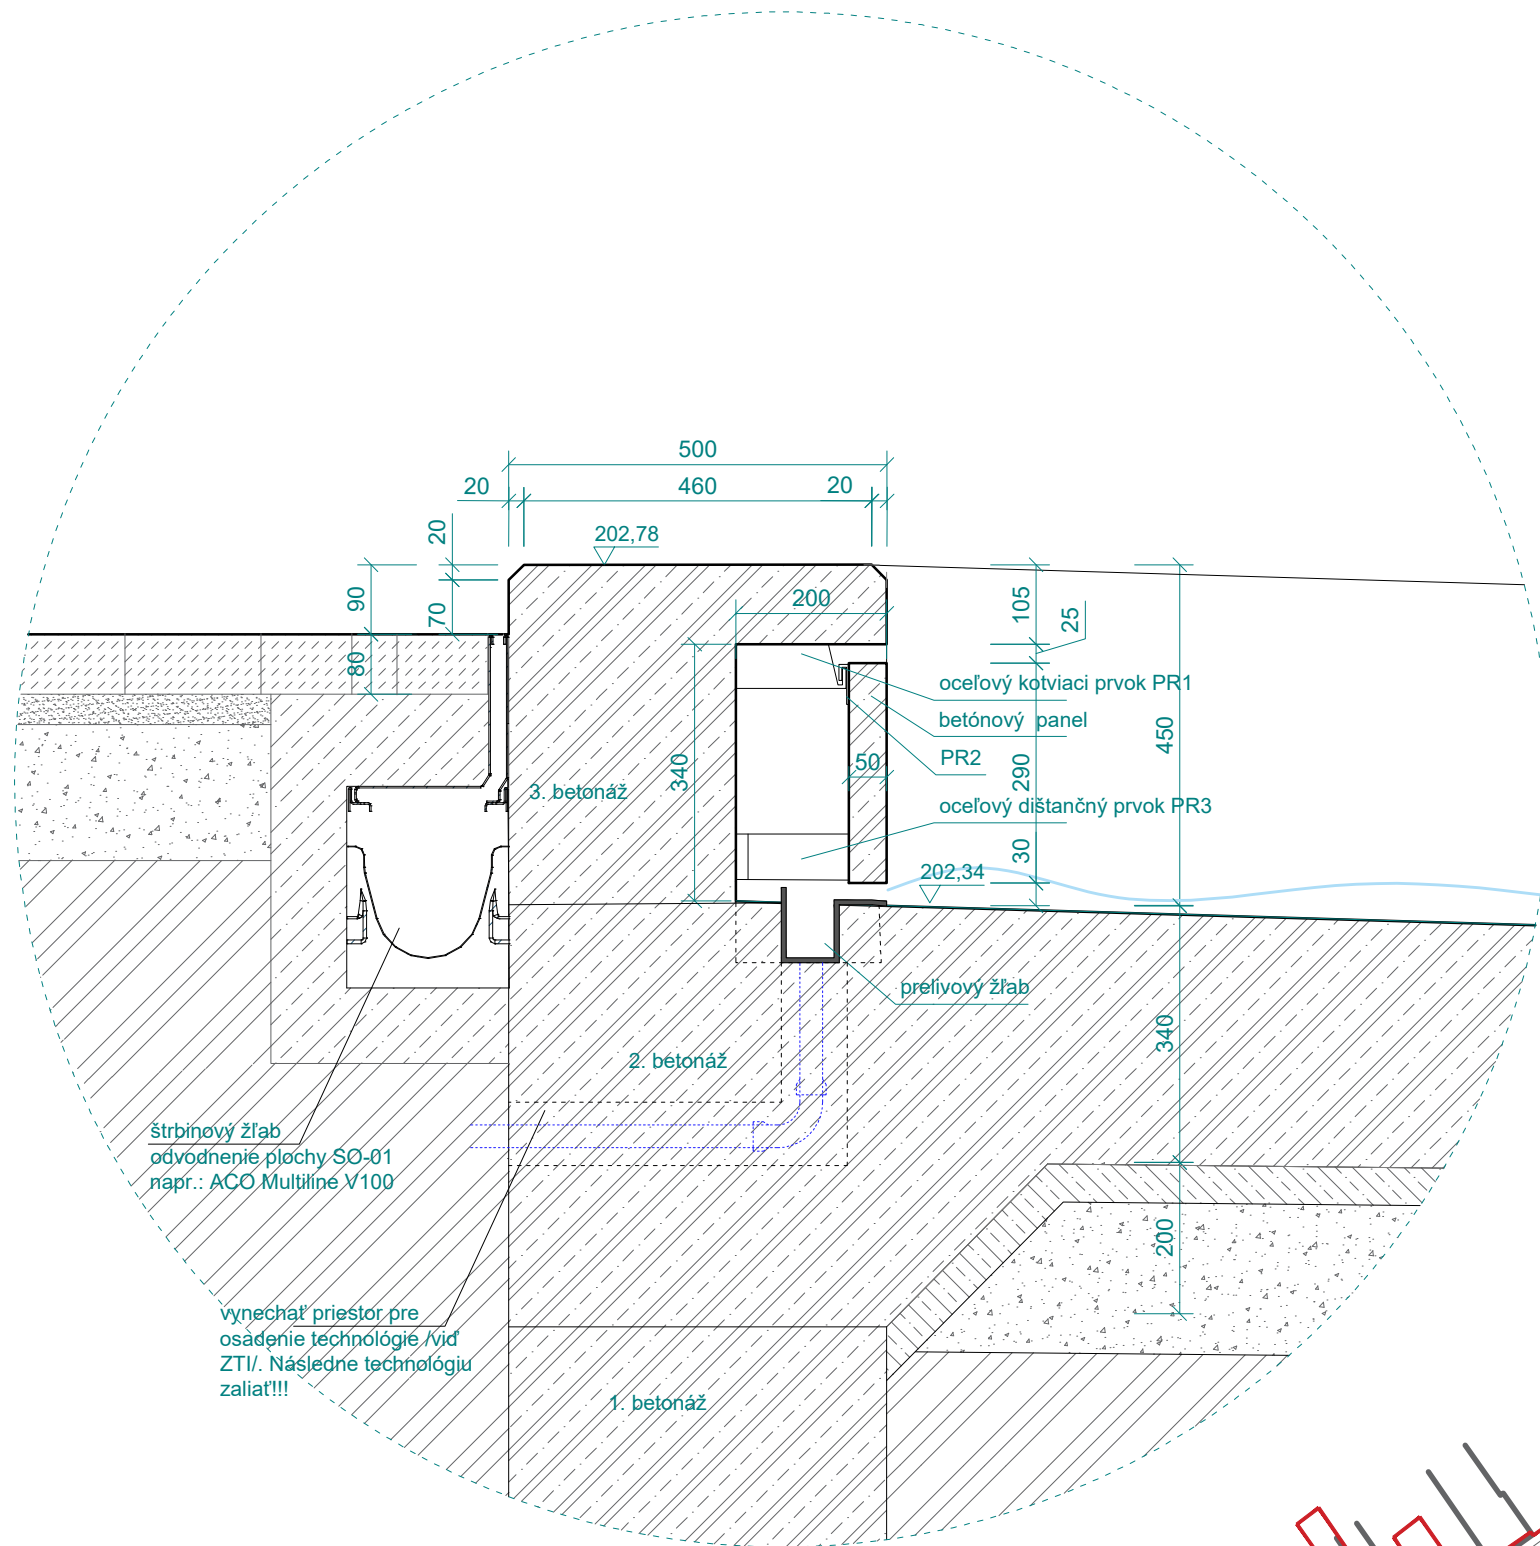 500
20
460
20
20
202,78
90
70
200
105
25
80
oceľový kotviaci prvok PR1
betónový panel
450
PR2
50
340
290
3. betonáž
oceľový dištančný prvok PR3
30
202,34
prelivový žľab
340
2. betonáž
štrbinový žľab
odvodnenie plochy SO-01
napr.: ACO Multiline V100
200
vynechať priestor pre
osadenie technológie /viď
ZTI/. Následne technológiu
zaliať!!!
1. betonáž